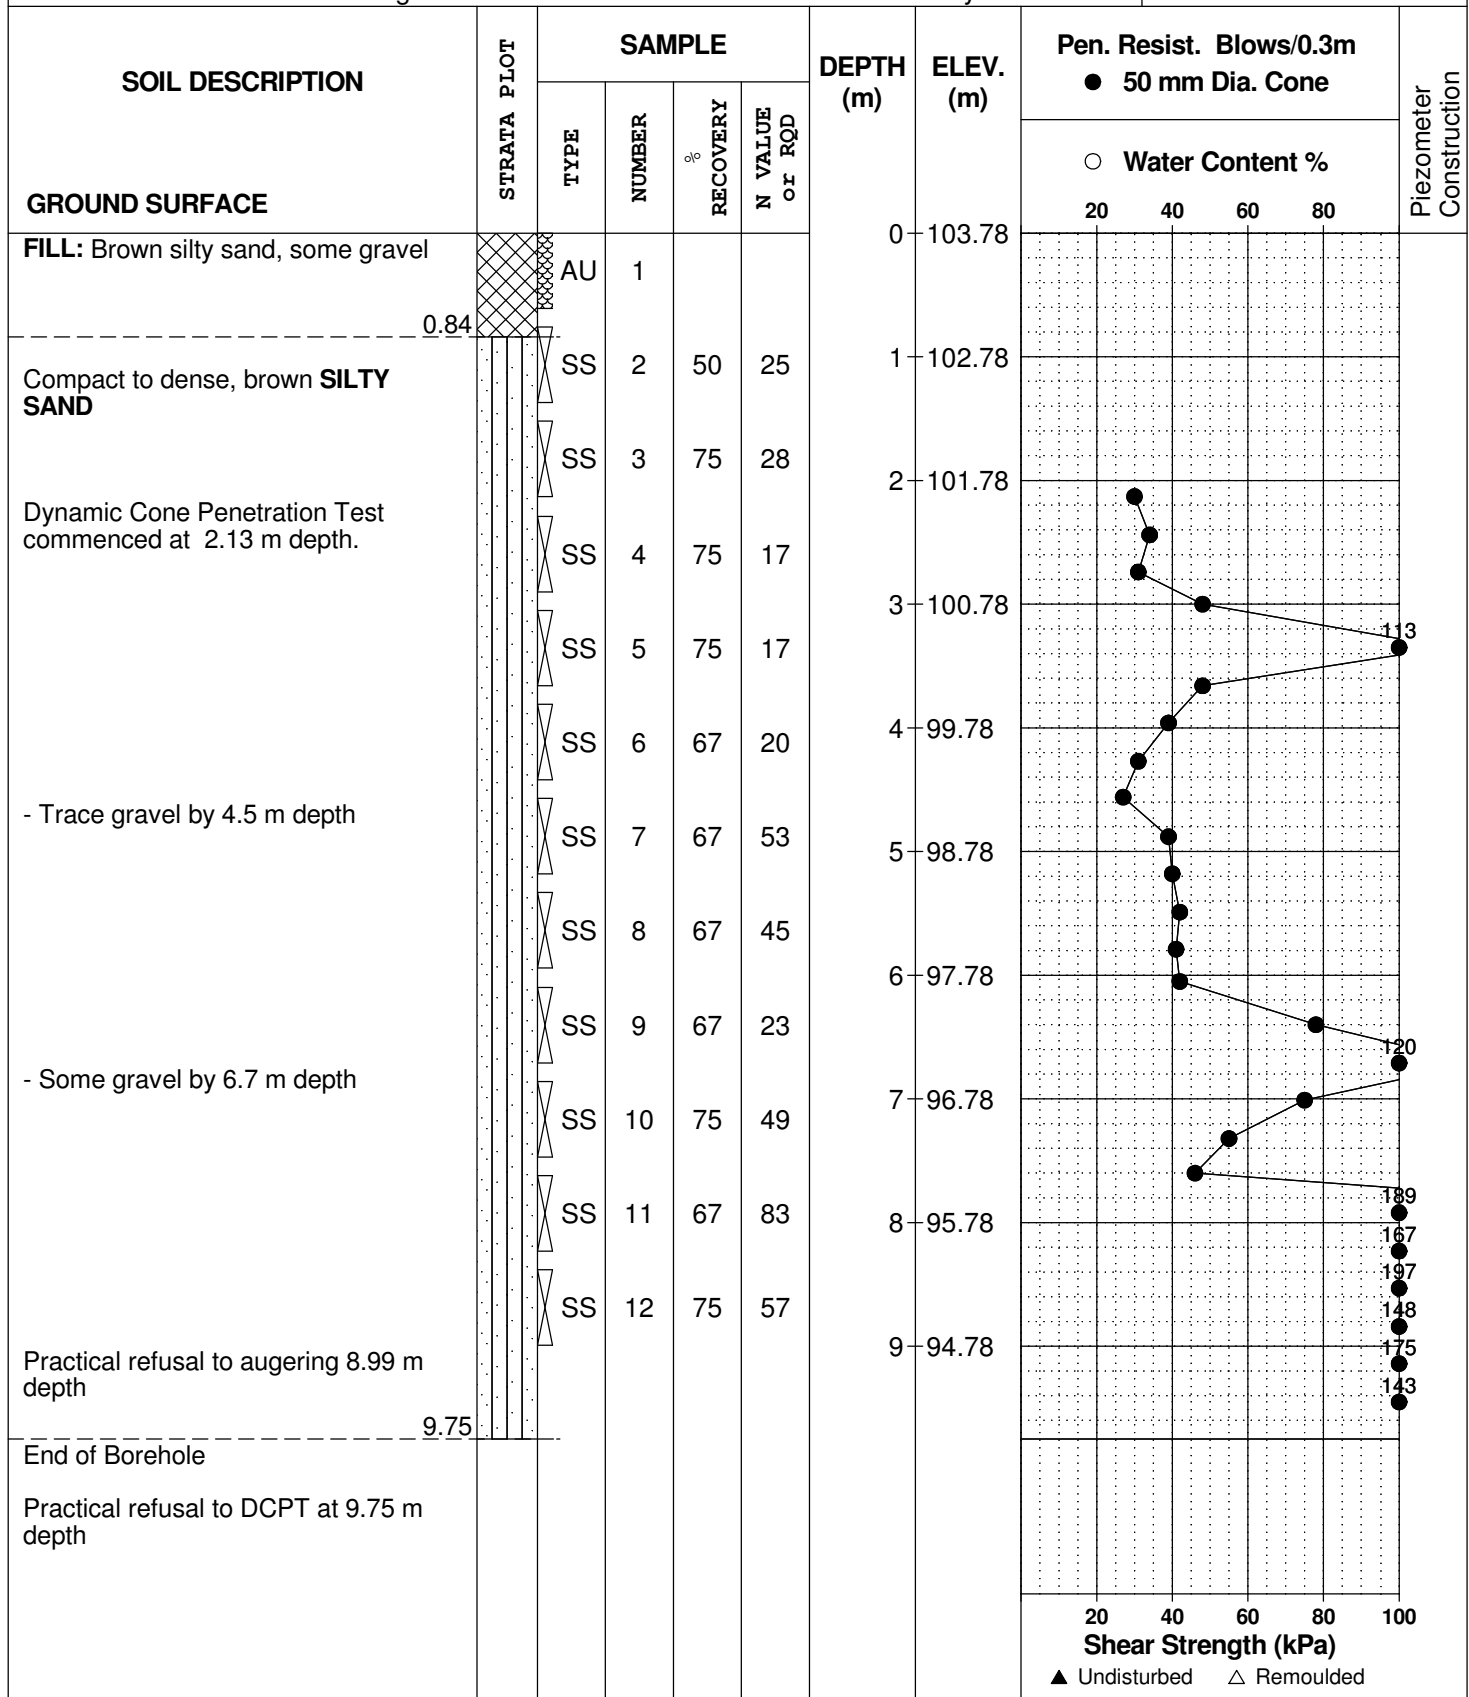 SOIL DESCRIPTION
GROUND SURFACE
STRATA PLOT
SAMPLE
TYPE
NUMBER
%
RECOVERY
N VALUE
or RQD
DEPTH
(m)
ELEV.
(m)
Pen. Resist. Blows/0.3m
● 50 mm Dia. Cone
○ Water Content %
20 40 60 80
Piezometer
Construction
FILL: Brown silty sand, some gravel
0.84
Compact to dense, brown SILTY
SAND
Dynamic Cone Penetration Test
commenced at 2.13 m depth.
- Trace gravel by 4.5 m depth
- Some gravel by 6.7 m depth
Practical refusal to augering 8.99 m
depth
9.75
End of Borehole
Practical refusal to DCPT at 9.75 m
depth
AU 1
SS 2 50 25
SS 3 75 28
SS 4 75 17
SS 5 75 17
SS 6 67 20
SS 7 67 53
SS 8 67 45
SS 9 67 23
SS 10 75 49
SS 11 67 83
SS 12 75 57
0 103.78
1 102.78
2 101.78
3 100.78
4 99.78
5 98.78
6 97.78
7 96.78
8 95.78
9 94.78
113
120
189
167
197
148
175
143
20 40 60 80 100
Shear Strength (kPa)
▲ Undisturbed △ Remoulded